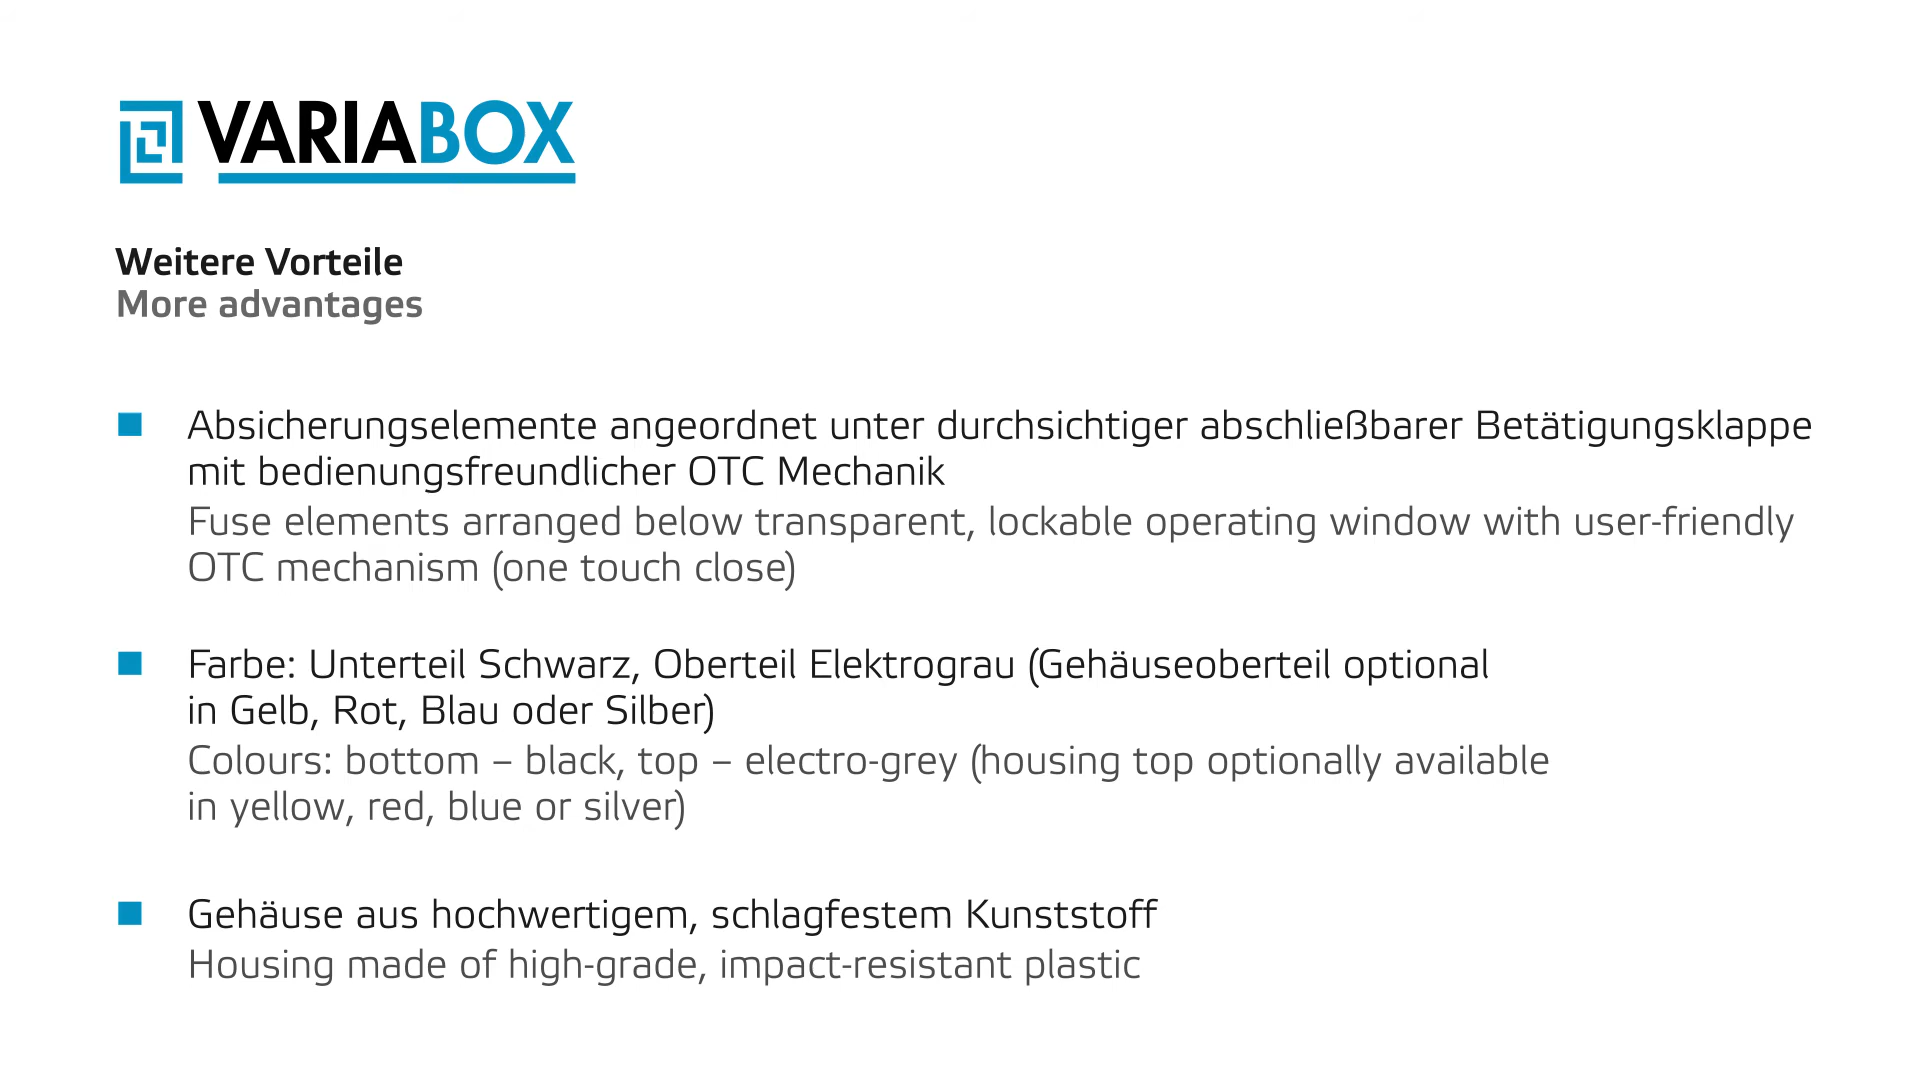 VARIABOX
Weitere Vorteile
More advantages
Absicherungselemente angeordnet unter durchsichtiger abschließbarer Betätigungsklappe
mit bedienungsfreundlicher OTC Mechanik
Fuse elements arranged below transparent, lockable operating window with user-friendly
OTC mechanism (one touch close)
Farbe: Unterteil Schwarz, Oberteil Elektrograu (Gehäuseoberteil optional
in Gelb, Rot, Blau oder Silber)
Colours: bottom – black, top – electro-grey (housing top optionally available
in yellow, red, blue or silver)
Gehäuse aus hochwertigem, schlagfestem Kunststoff
Housing made of high-grade, impact-resistant plastic